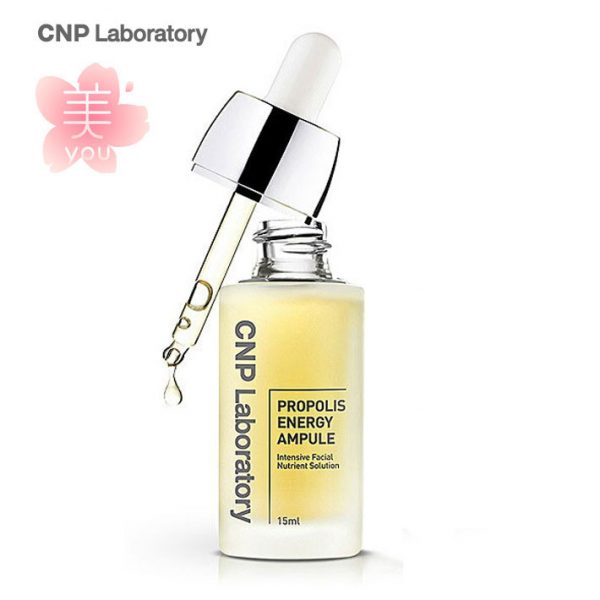 CNP Laboratory
美
you
CNP Laboratory
PROPOLIS
ENERGY
AMPULE
Intensive Facial
Nutrient Solution
15ml